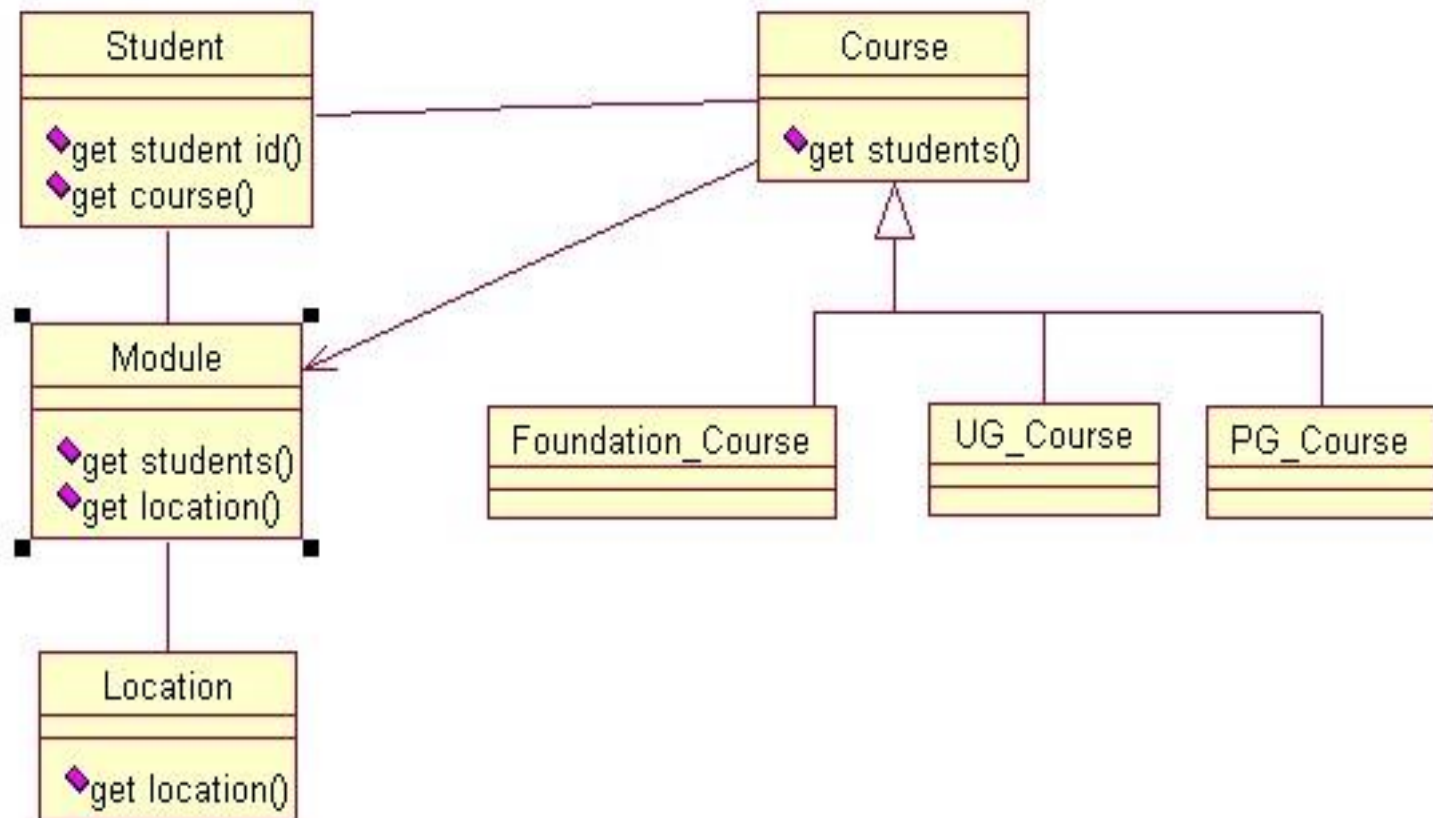 Student
get student id()
get course()
Course
get students()
Module
get students()
get location()
Foundation_Course
UG_Course
PG_Course
Location
get location()